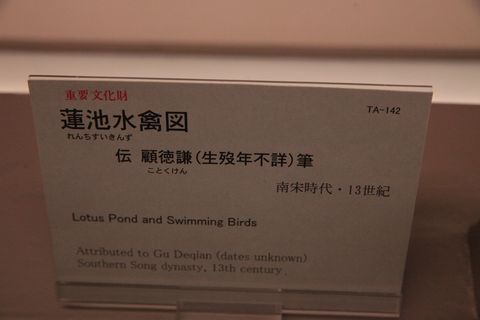 重要文化財
TA-142
蓮池水禽図
れんちすいきんず
伝 顧徳謙(生歿年不詳)筆
ことくけん
南宋時代・13世紀
Lotus Pond and Swimming Birds
Attributed to Gu Deqian (dates unknown)
Southern Song dynasty, 13th century